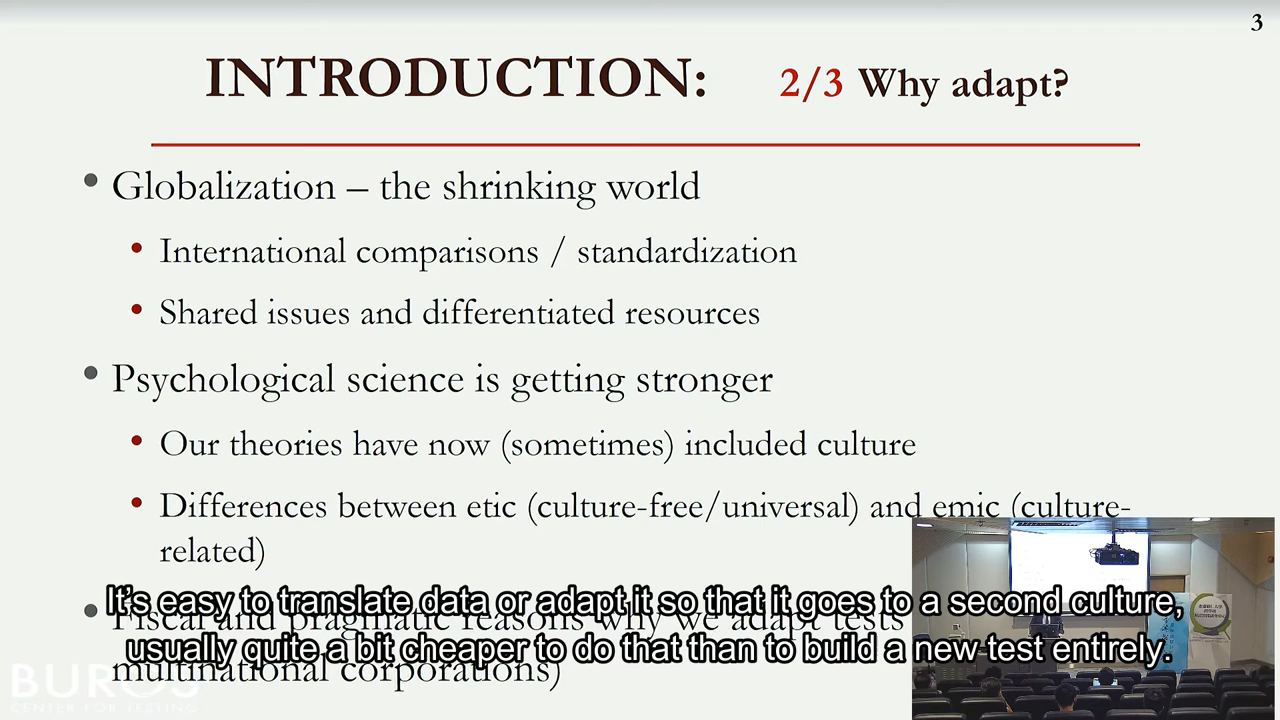 3
INTRODUCTION: 2/3 Why adapt?
• Globalization – the shrinking world
• International comparisons / standardization
• Shared issues and differentiated resources
• Psychological science is getting stronger
• Our theories have now (sometimes) included culture
• Differences between etic (culture-free/universal) and emic (culture-
related)
• Fiscal and pragmatic reasons why we adapt tests
multinational corporations)
It's easy to translate data or adapt it so that it goes to a second culture,
usually quite a bit cheaper to do that than to build a new test entirely.
BUROS
CENTER FOR TESTING